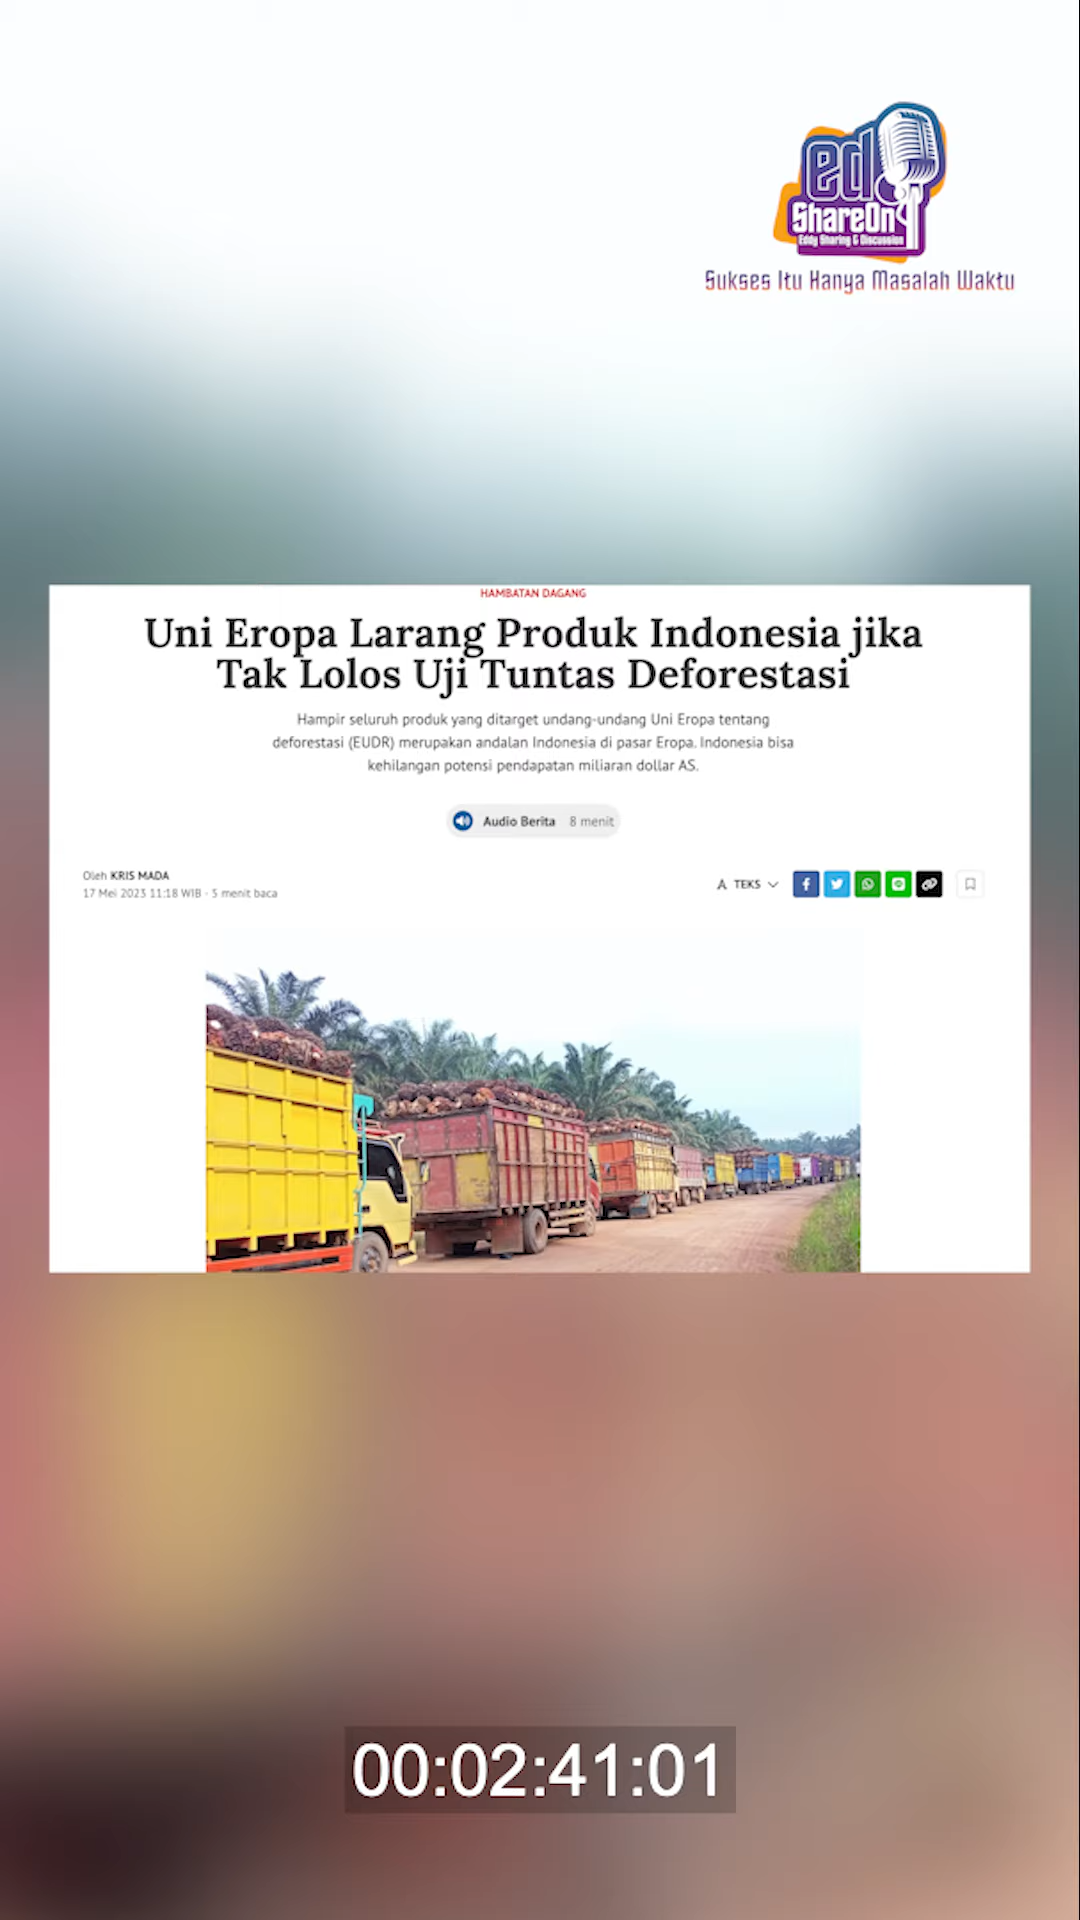 ed
ShareOn
Eddy Sharing & Discussion
Sukses Itu Hanya Masalah Waktu
HAMBATAN DAGANG
Uni Eropa Larang Produk Indonesia jika
Tak Lolos Uji Tuntas Deforestasi
Hampir seluruh produk yang ditarget undang-undang Uni Eropa tentang
deforestasi (EUDR) merupakan andalan Indonesia di pasar Eropa. Indonesia bisa
kehilangan potensi pendapatan miliaran dollar AS.
Audio Berita 8 menit
Oleh KRIS MADA
A TEKS
17 Mei 2023 11:18 WIB · 5 menit baca
00:02:41:01